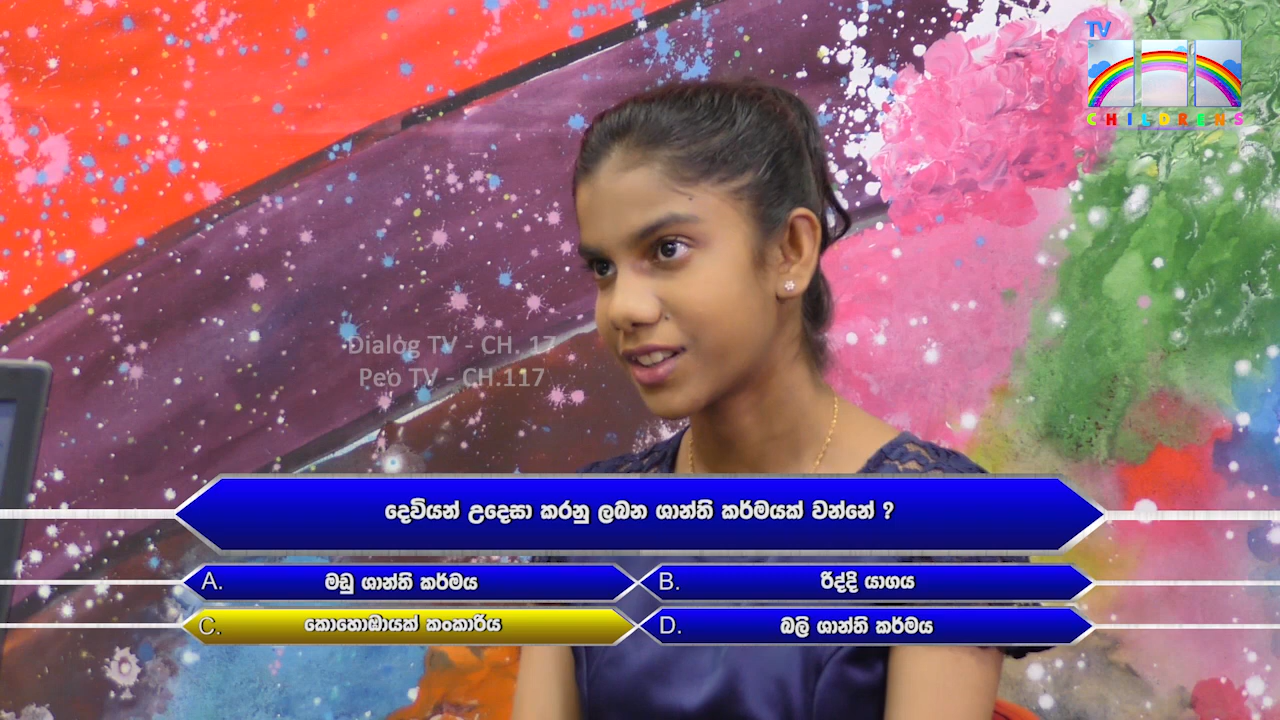 TV
CHILDRENS
Dialog TV - CH. 17
Peo TV - CH.117
දෙවියන් උදෙසා කරනු ලබන ශාන්ති කර්මයක් වන්නේ ?
A. මඩු ශාන්ති කර්මය
B. රිද්දි යාගය
C. කොහොඹායක් කංකාරිය
D. බලි ශාන්ති කර්මය